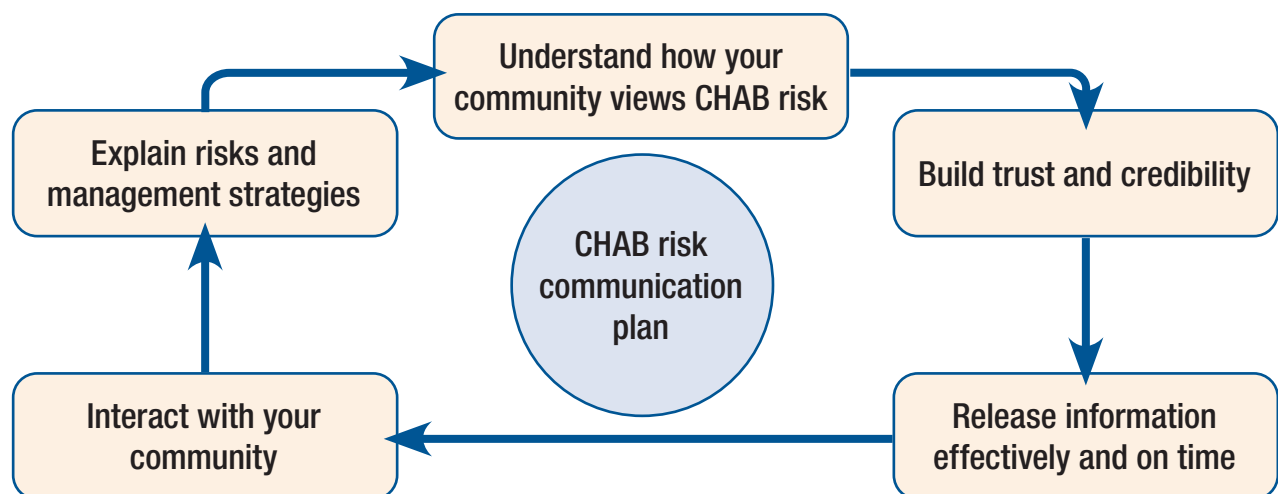 Understand how your
community views CHAB risk
Build trust and credibility
Release information
effectively and on time
Interact with your
community
Explain risks and
management strategies
CHAB risk
communication
plan